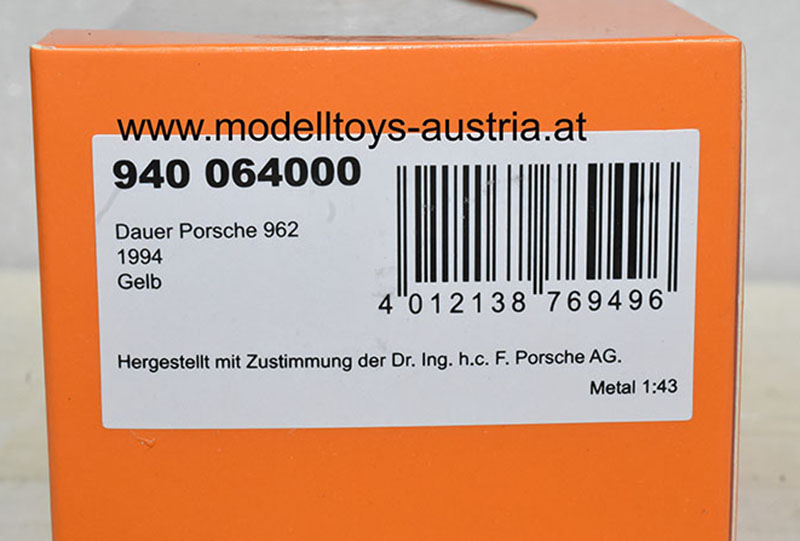 www.modelltoys-austria.at
940 064000
Dauer Porsche 962
1994
Gelb
4 012138 769496
Hergestellt mit Zustimmung der Dr. Ing. h.c. F. Porsche AG.
Metal 1:43